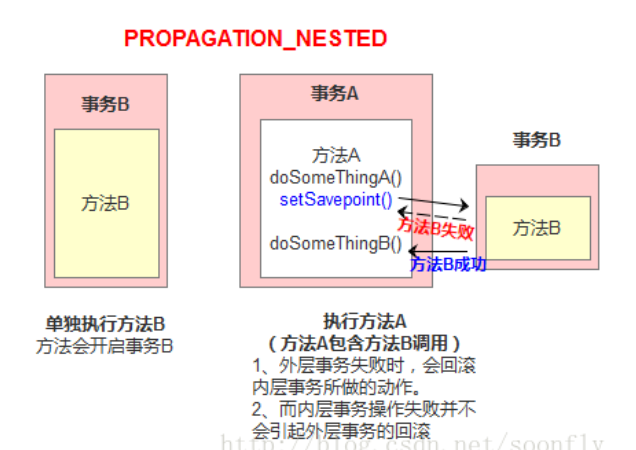 PROPAGATION_NESTED
事务B
方法B
单独执行方法B
方法会开启事务B
事务A
方法A
doSomeThingA()
setSavepoint()
doSomeThingB()
方法B失败
方法B成功
事务B
方法B
执行方法A
（方法A包含方法B调用）
1、外层事务失败时，会回滚
内层事务所做的动作。
2、而内层事务操作失败并不
会引起外层事务的回滚
http://blog.csdn.net/soonfly